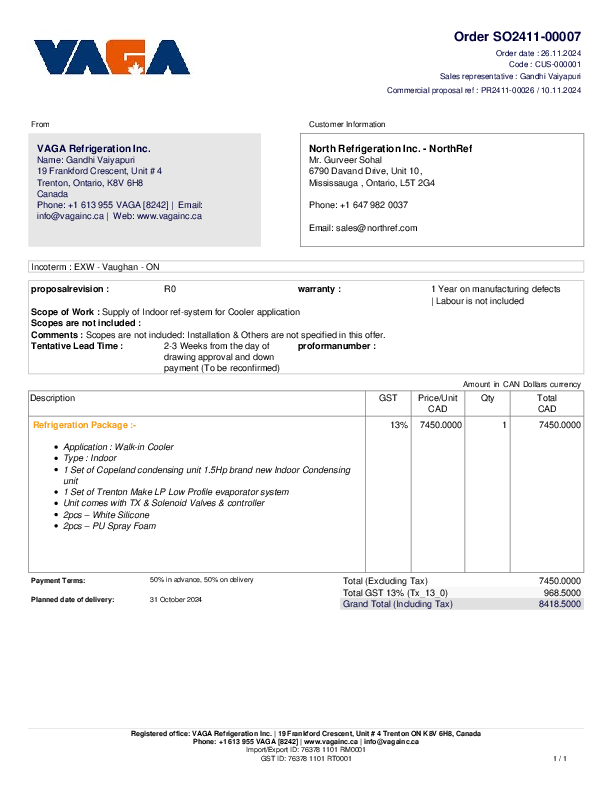 VAGA
Order SO2411-00007
Order date : 26.11.2024
Code : CUS-000001
Sales representative : Gandhi Vaiyapuri
Commercial proposal ref : PR2411-00026 / 10.11.2024
From
VAGA Refrigeration Inc.
Name: Gandhi Vaiyapuri
19 Frankford Crescent, Unit # 4
Trenton, Ontario, K8V 6H8
Canada
Phone: +1 613 955 VAGA [8242] | Email:
info@vagainc.ca | Web: www.vagainc.ca
Customer Information
North Refrigeration Inc. - NorthRef
Mr. Gurveer Sohal
6790 Davand Drive, Unit 10,
Mississauga , Ontario, L5T 2G4
Phone: +1 647 982 0037
Email: sales@northref.com
Incoterm : EXW - Vaughan - ON
proposalrevision : R0 warranty : 1 Year on manufacturing defects
| Labour is not included
Scope of Work : Supply of Indoor ref-system for Cooler application
Scopes are not included :
Comments : Scopes are not included: Installation & Others are not specified in this offer.
Tentative Lead Time : 2-3 Weeks from the day of proformanumber :
drawing approval and down
payment (To be reconfirmed)
Amount in CAN Dollars currency
Description GST Price/Unit Qty Total
CAD CAD
Refrigeration Package :- 13% 7450.0000 1 7450.0000
• Application : Walk-in Cooler
• Type : Indoor
• 1 Set of Copeland condensing unit 1.5Hp brand new Indoor Condensing
unit
• 1 Set of Trenton Make LP Low Profile evaporator system
• Unit comes with TX & Solenoid Valves & controller
• 2pcs – White Silicone
• 2pcs – PU Spray Foam
Payment Terms: 50% in advance, 50% on delivery
Planned date of delivery: 31 October 2024
Total (Excluding Tax) 7450.0000
Total GST 13% (Tx_13_0) 968.5000
Grand Total (Including Tax) 8418.5000
Registered office: VAGA Refrigeration Inc. | 19 Frankford Crescent, Unit # 4 Trenton ON K8V 6H8, Canada
Phone: +1 613 955 VAGA [8242] | www.vagainc.ca | info@vagainc.ca
Import/Export ID: 76378 1101 RM0001
GST ID: 76378 1101 RT0001
1 / 1